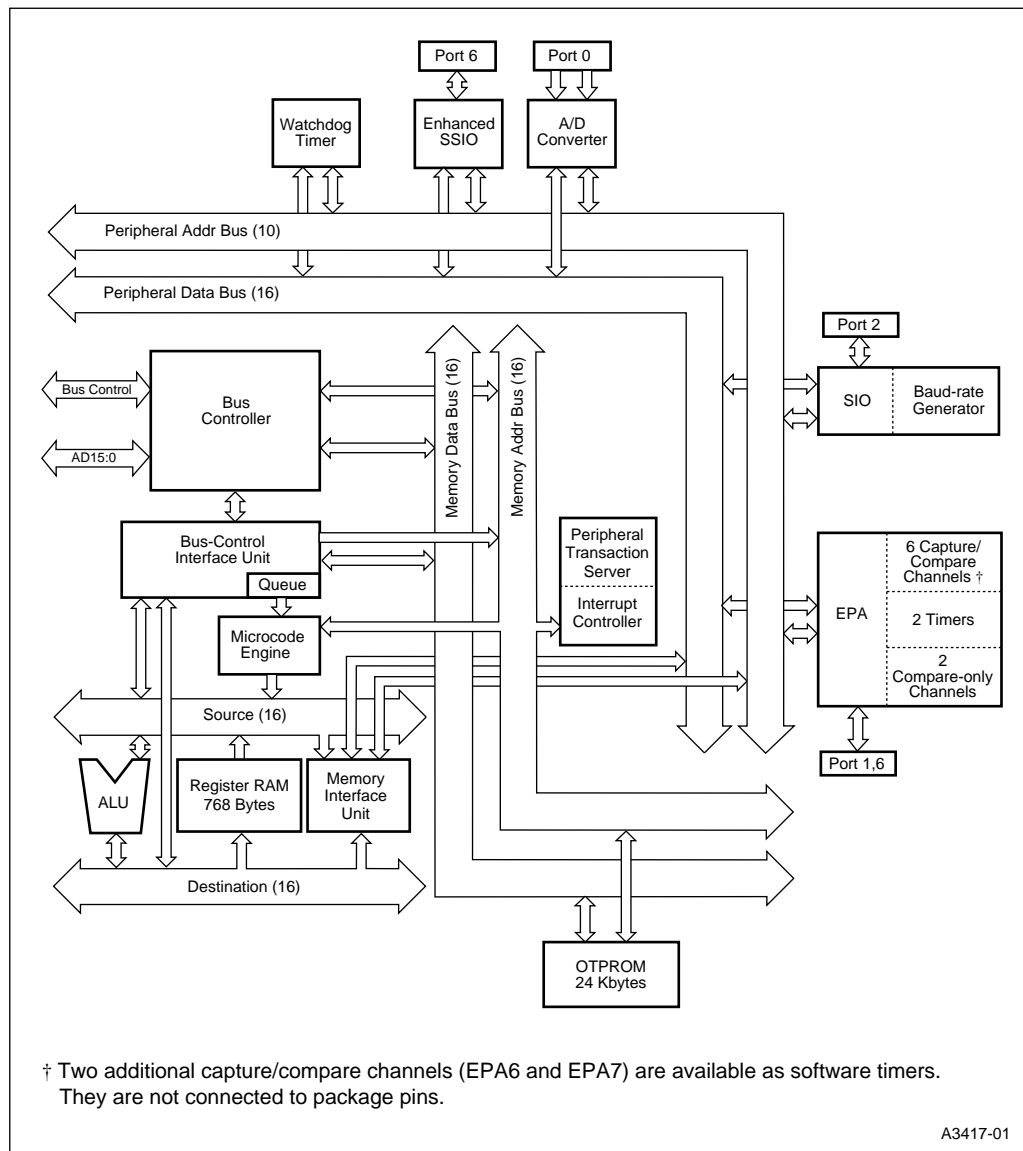 Port 6
Port 0
Watchdog
Timer
Enhanced
SSIO
A/D
Converter
Peripheral Addr Bus (10)
Peripheral Data Bus (16)
Port 2
Memory Data Bus (16)
Memory Addr Bus (16)
Bus Control
AD15:0
Bus
Controller
SIO
Baud-rate
Generator
Bus-Control
Interface Unit
Queue
Peripheral
Transaction
Server
Interrupt
Controller
Microcode
Engine
EPA
6 Capture/
Compare
Channels †
2 Timers
2
Compare-only
Channels
Port 1,6
Source (16)
ALU
Register RAM
768 Bytes
Memory
Interface
Unit
Destination (16)
OTPROM
24 Kbytes
† Two additional capture/compare channels (EPA6 and EPA7) are available as software timers.
They are not connected to package pins.
A3417-01